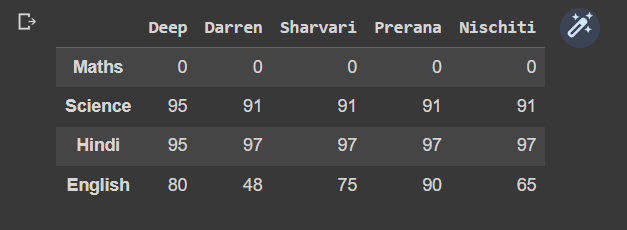 Deep Darren Sharvari Prerana Nischiti
Maths 0 0 0 0 0
Science 95 91 91 91 91
Hindi 95 97 97 97 97
English 80 48 75 90 65